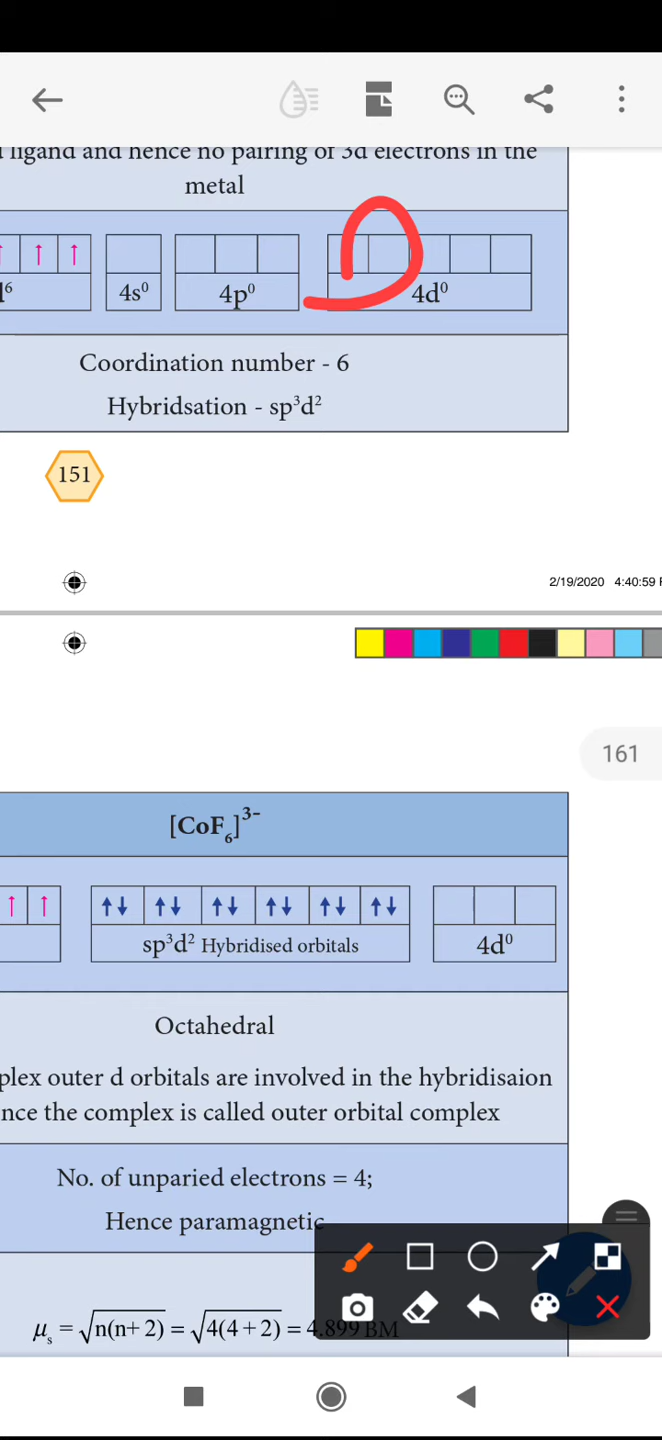 ligand and hence no pairing of 3d electrons in the
metal
↑ ↑
4s⁰ 4p⁰ 4d⁰
Coordination number - 6
Hybridsation - sp³d²
151
2/19/2020 4:40:59
161
[CoF₆]³⁻
↑ ↑ ↑↓ ↑↓ ↑↓ ↑↓ ↑↓ ↑↓
sp³d² Hybridised orbitals 4d⁰
Octahedral
plex outer d orbitals are involved in the hybridisaion
nce the complex is called outer orbital complex
No. of unparied electrons = 4;
Hence paramagnetic
μₛ = √n(n+2) = √4(4+2) = 4.899 BM